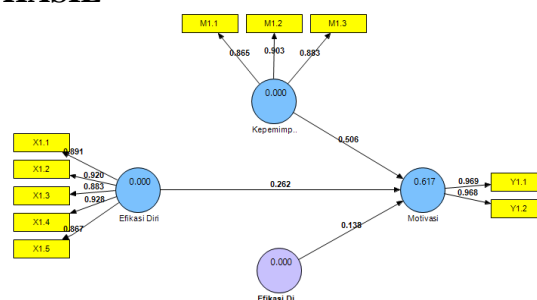 HASIL
M1.1 M1.2 M1.3
0.865 0.903 0.883
0.000
Kepemimp..
0.506
X1.1
X1.2
X1.3
X1.4
X1.5
0.891
0.920
0.883
0.928
0.867
0.000
Efikasi Diri
0.262
0.617
Motivasi
0.969
0.968
Y1.1
Y1.2
0.138
0.000
Efikasi Di..